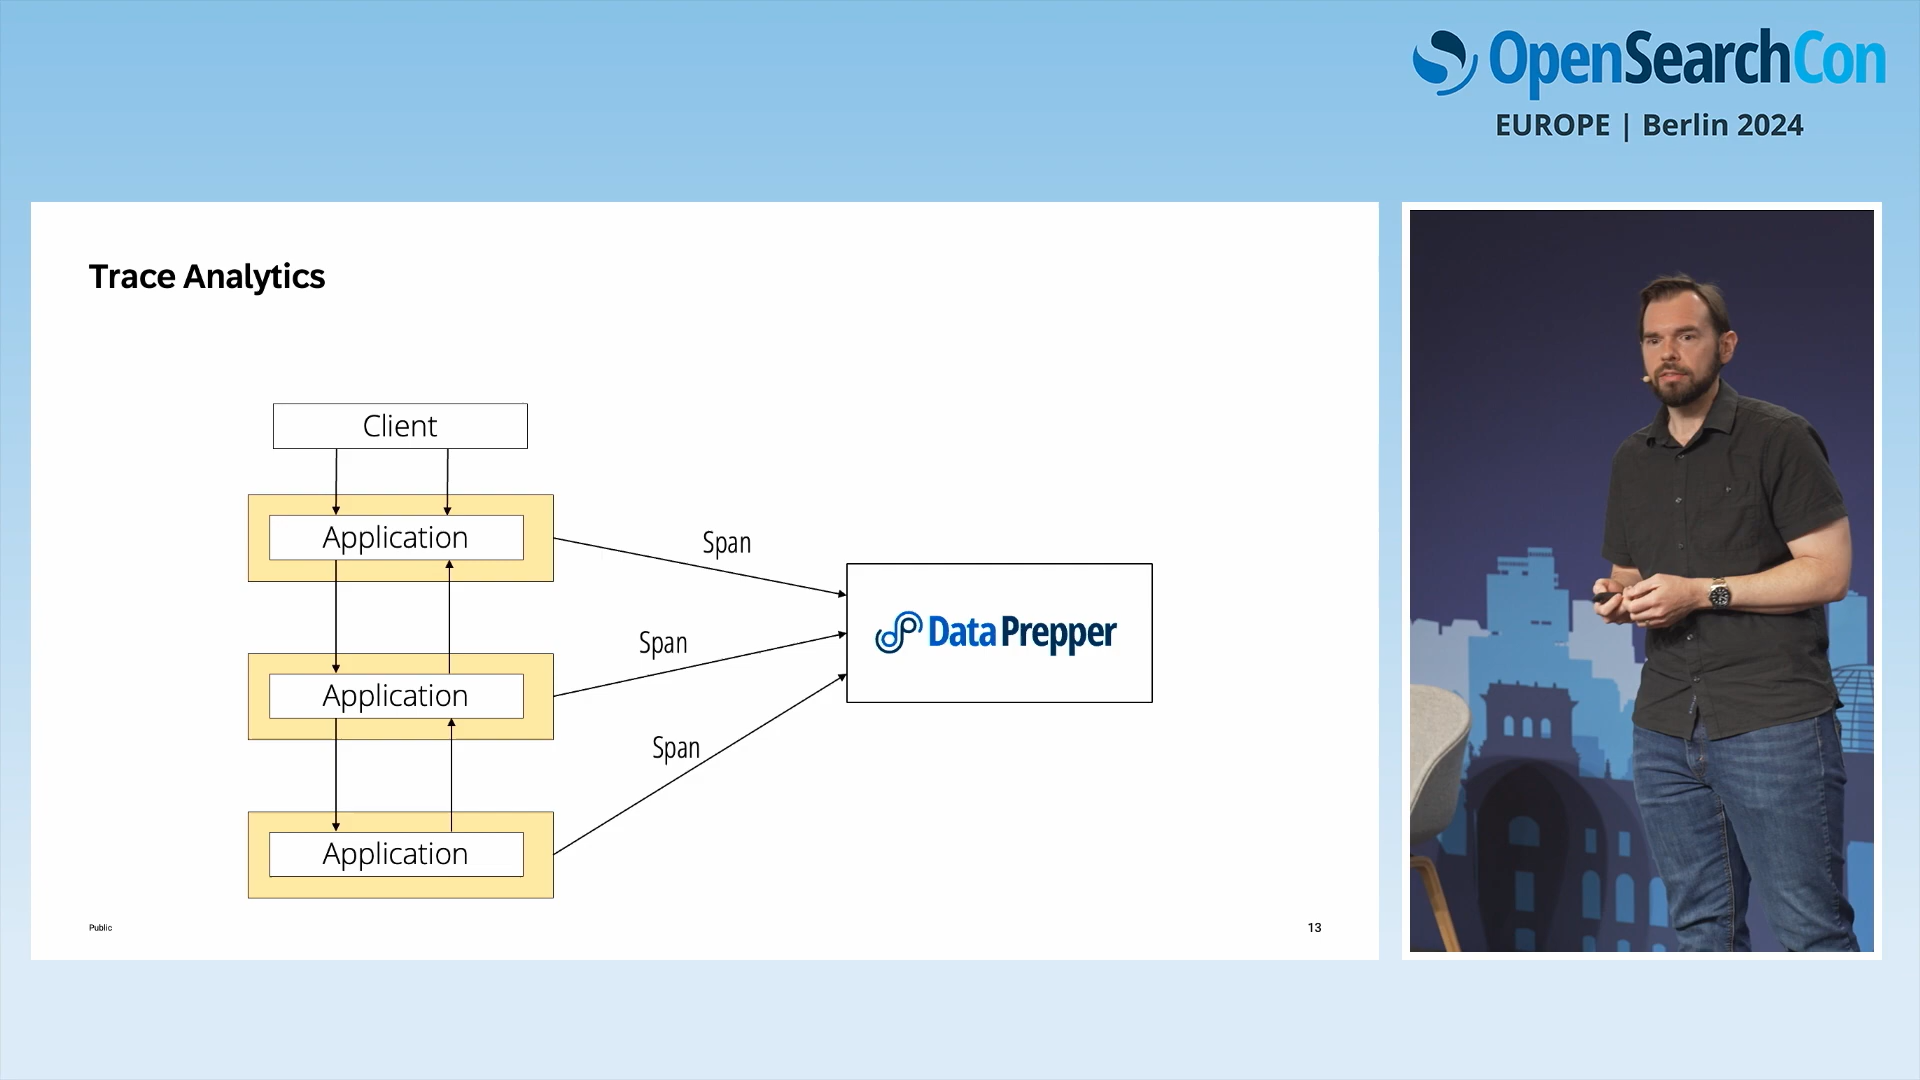 OpenSearchCon
EUROPE | Berlin 2024
Trace Analytics
Client
Application
Span
Data Prepper
Span
Application
Span
Application
Public
13